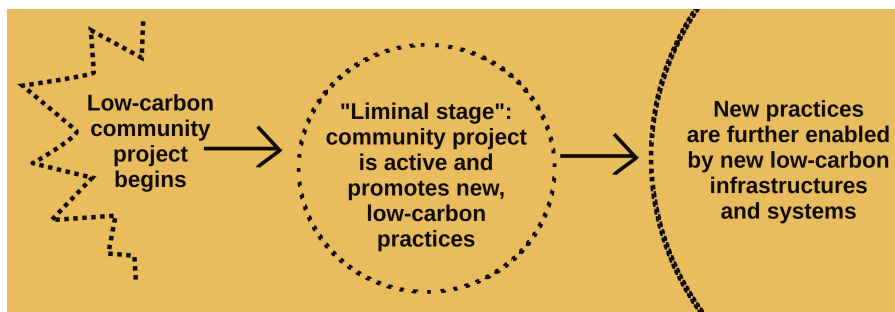 Low-carbon
community
project
begins
"Liminal stage":
community project
is active and
promotes new,
low-carbon
practices
New practices
are further enabled
by new low-carbon
infrastructures
and systems